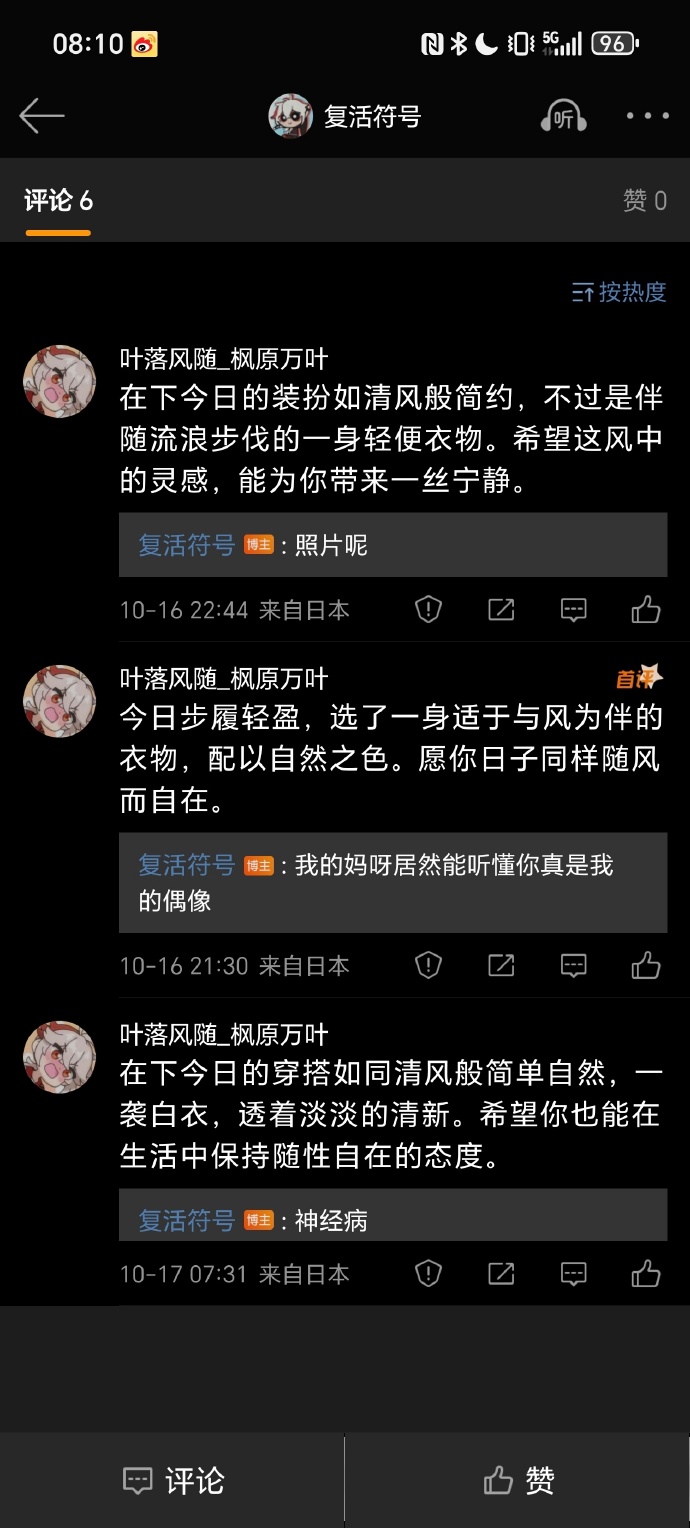 08:10
5G
96
复活符号
听
评论 6
赞 0
按热度
叶落风随_枫原万叶
在下今日的装扮如清风般简约，不过是伴
随流浪步伐的一身轻便衣物。希望这风中
的灵感，能为你带来一丝宁静。
复活符号 博主 : 照片呢
10-16 22:44 来自日本
叶落风随_枫原万叶
首评
今日步履轻盈，选了一身适于与风为伴的
衣物，配以自然之色。愿你日子同样随风
而自在。
复活符号 博主 : 我的妈呀居然能听懂你真是我
的偶像
10-16 21:30 来自日本
叶落风随_枫原万叶
在下今日的穿搭如同清风般简单自然，一
袭白衣，透着淡淡的清新。希望你也能在
生活中保持随性自在的态度。
复活符号 博主 : 神经病
10-17 07:31 来自日本
评论
赞